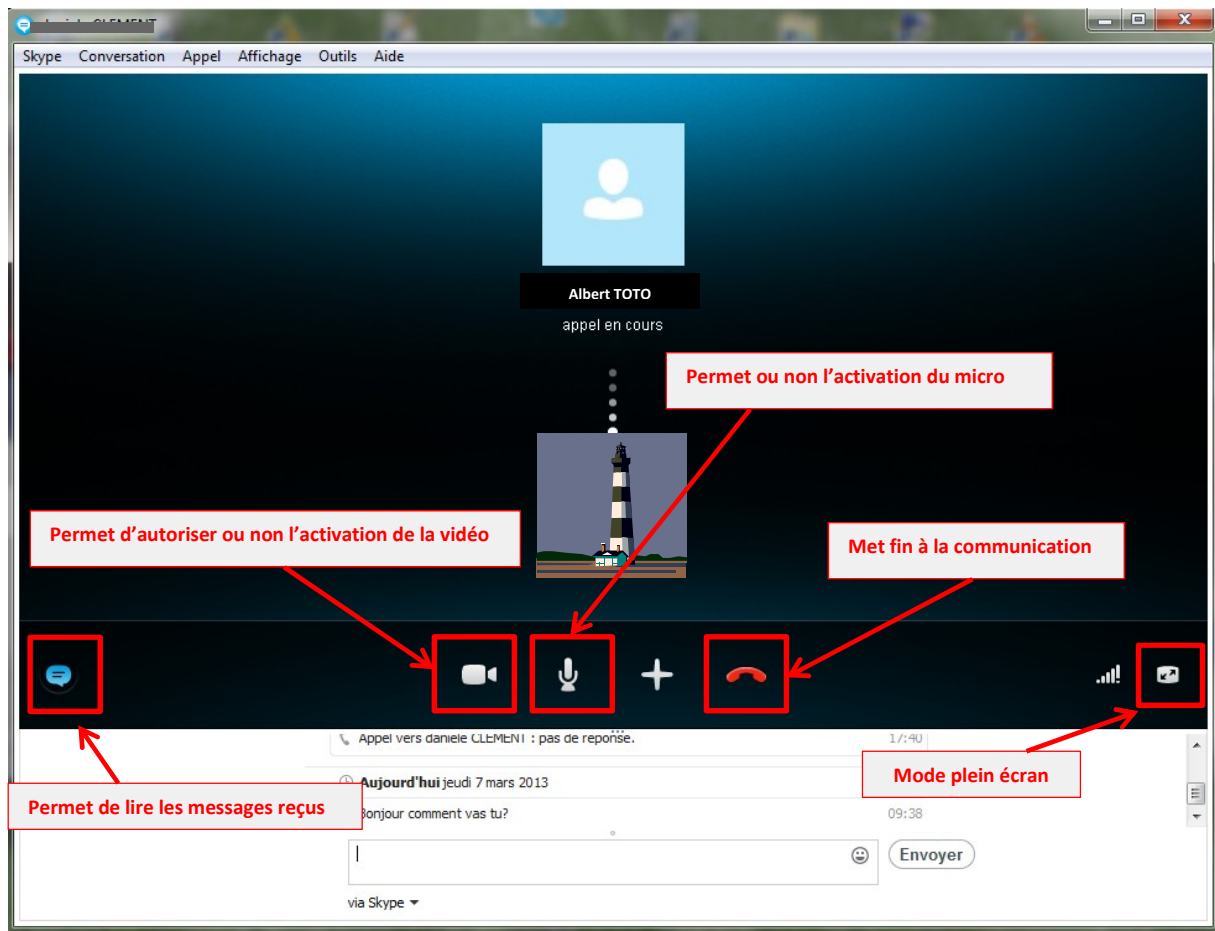 CLEMENT
Skype Conversation Appel Affichage Outils Aide
Albert TOTO
appel en cours
Permet ou non l’activation du micro
Permet d’autoriser ou non l’activation de la vidéo
Met fin à la communication
Appel vers daniele CLEMENT : pas de reponse. 17:40
Mode plein écran
Aujourd'hui jeudi 7 mars 2013
Permet de lire les messages reçus
Bonjour comment vas tu? 09:38
Envoyer
via Skype